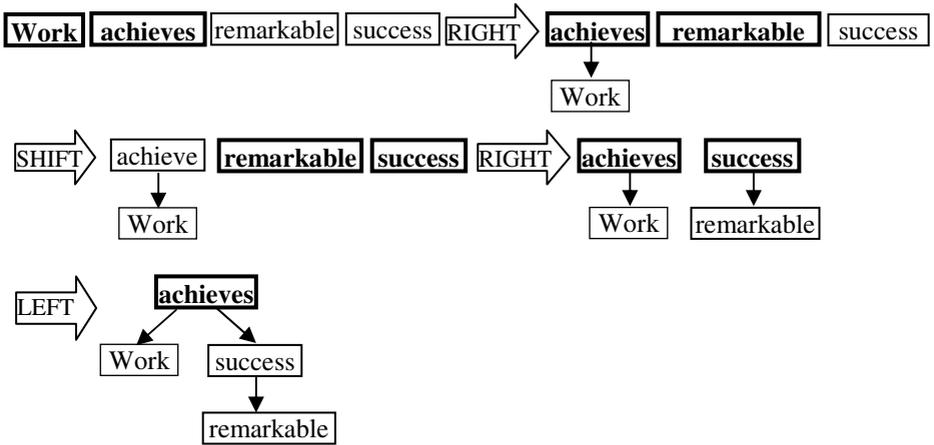 Work achieves remarkable success RIGHT achieves remarkable success
Work
SHIFT achieve remarkable success RIGHT achieves success
Work Work remarkable
LEFT achieves
Work success
remarkable